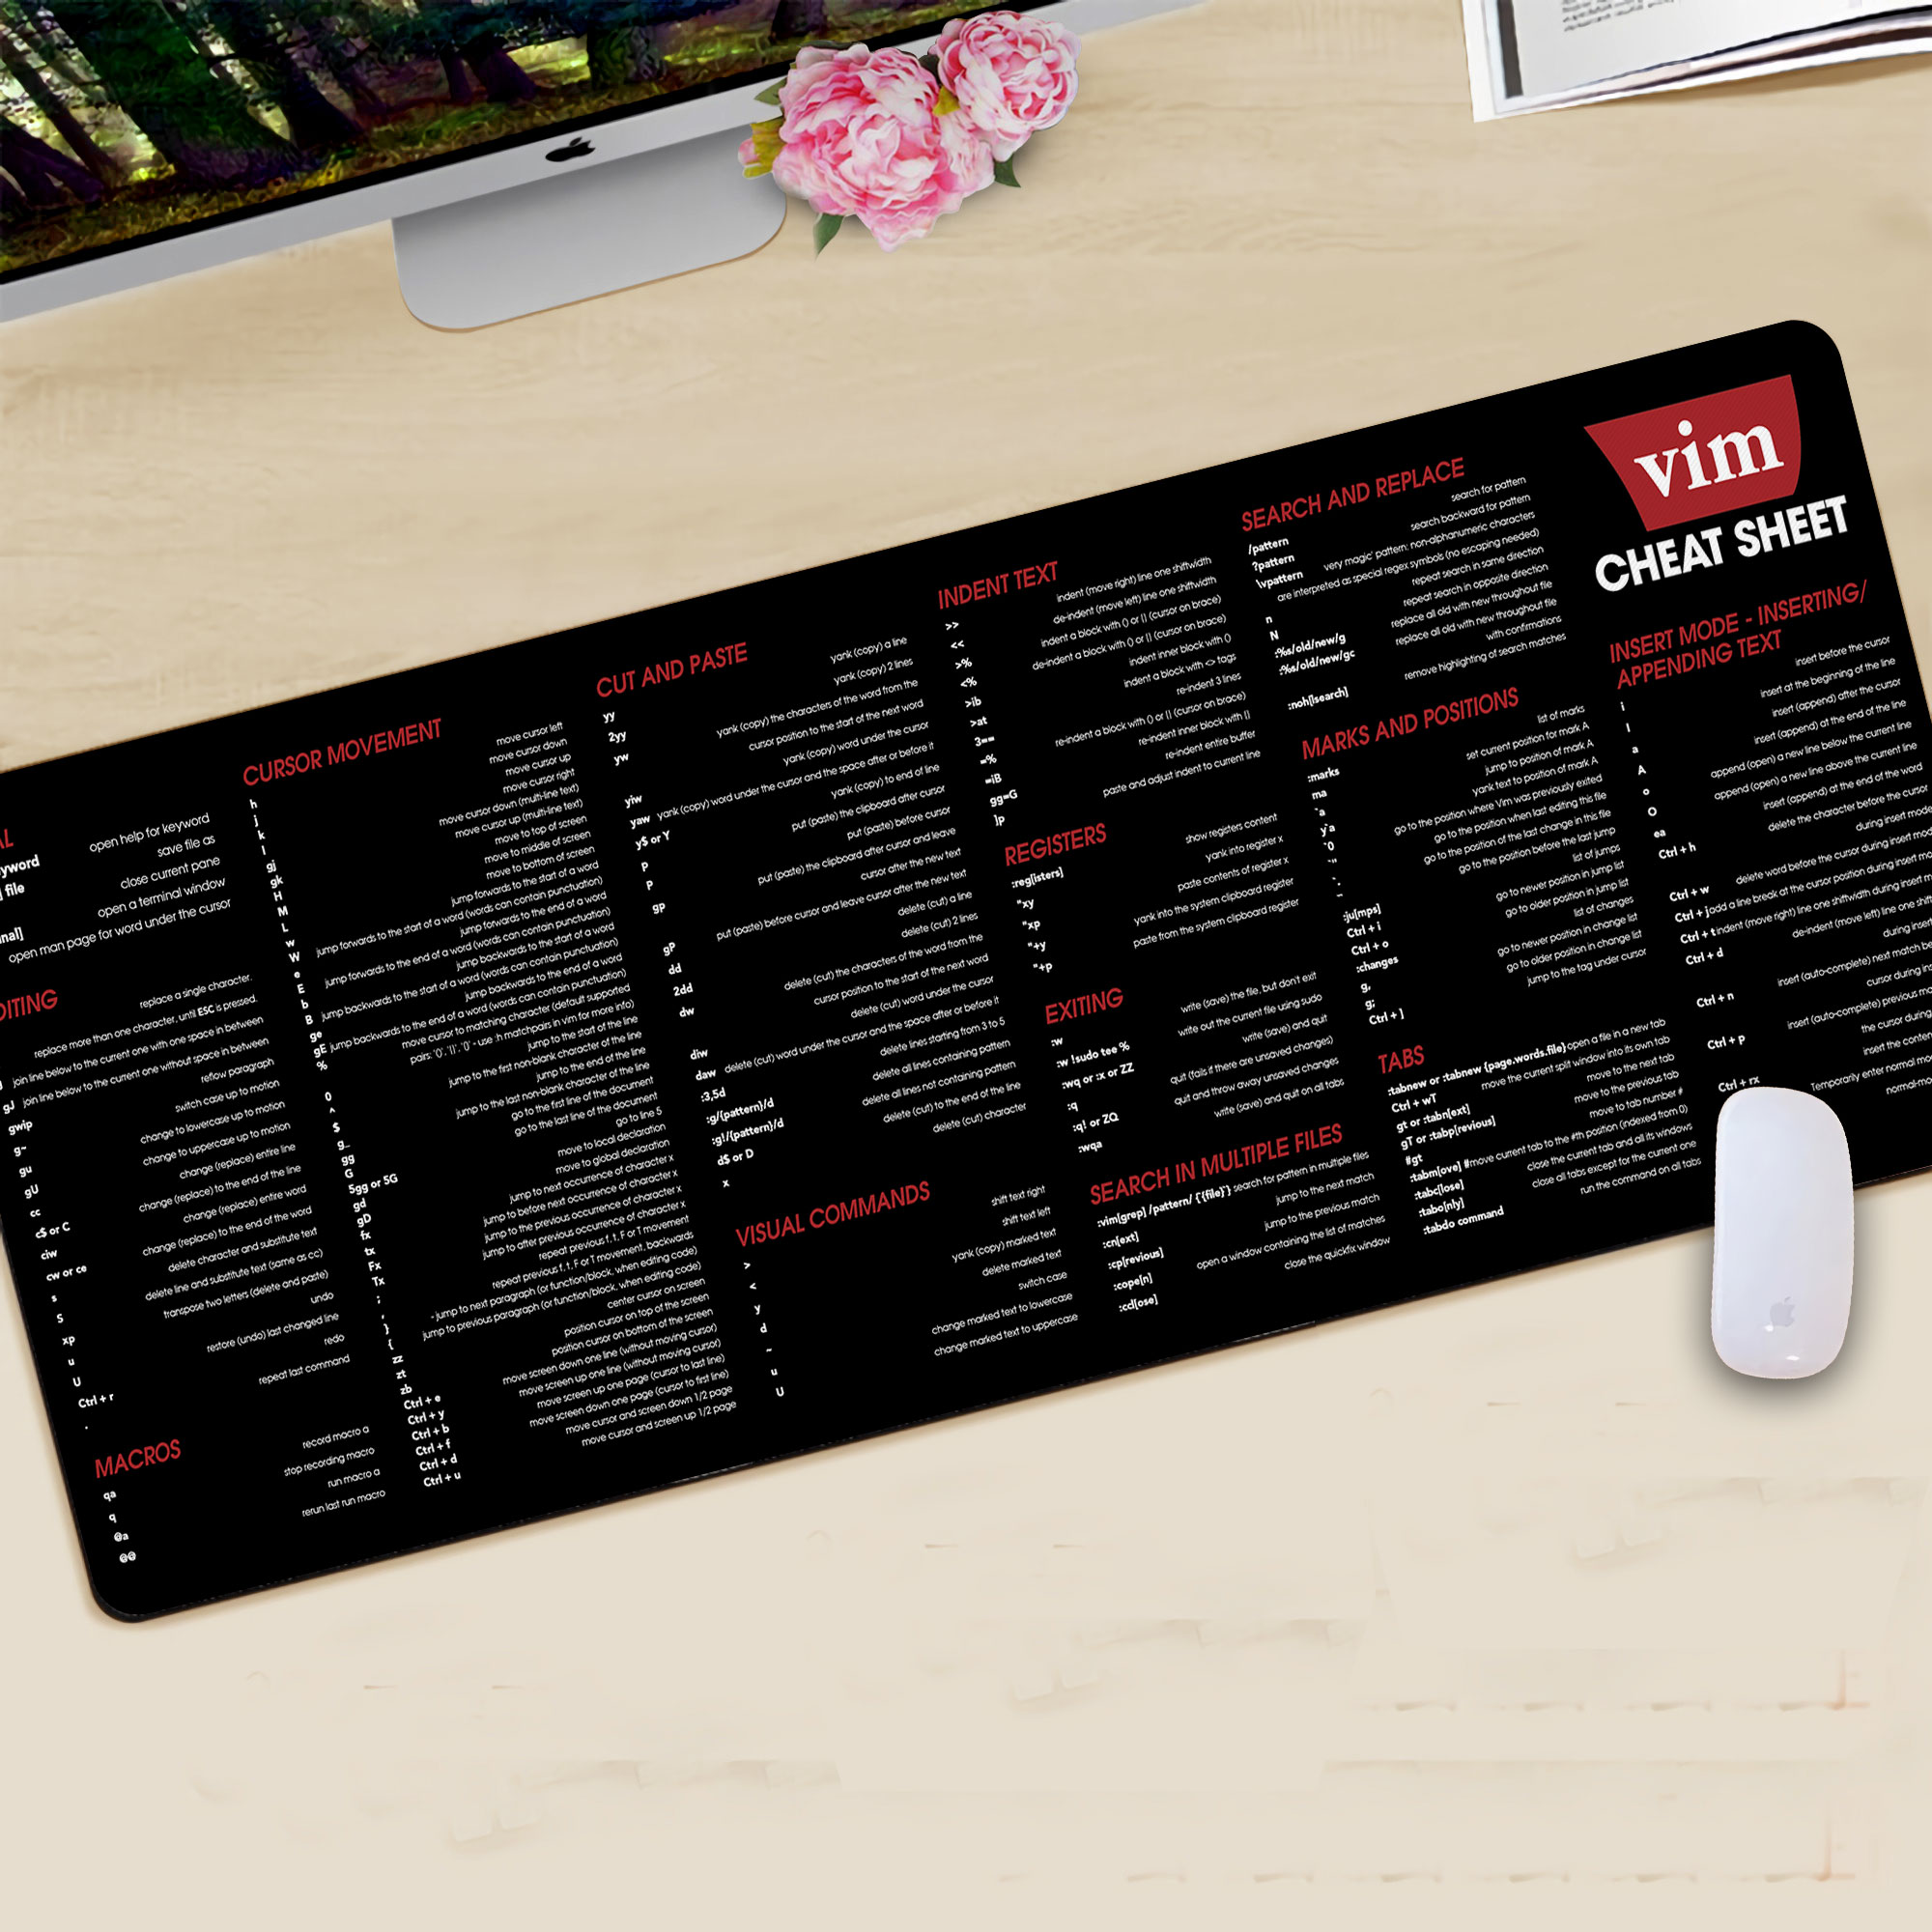 vim
CHEAT SHEET
AL
yword open help for keyword
] file save file as
close current pane
nal] open a terminal window
open man page for word under the cursor
DITING
replace a single character.
replace more than one character, until ESC is pressed.
join line below to the current one with one space in between
gJ join line below to the current one without space in between
gwip reflow paragraph
g~ switch case up to motion
gu change to lowercase up to motion
gU change to uppercase up to motion
cc change (replace) entire line
c$ or C change (replace) to the end of the line
ciw change (replace) entire word
cw or ce change (replace) to the end of the word
s delete character and substitute text
S delete line and substitute text (same as cc)
xp transpose two letters (delete and paste)
u undo
U restore (undo) last changed line
Ctrl + r redo
. repeat last command
MACROS
qa record macro a
q stop recording macro
@a run macro a
@@ rerun last run macro
CURSOR MOVEMENT
h move cursor left
j move cursor down
k move cursor up
l move cursor right
gj move cursor down (multi-line text)
gk move cursor up (multi-line text)
H move to top of screen
M move to middle of screen
L move to bottom of screen
w jump forwards to the start of a word
W jump forwards to the start of a word (words can contain punctuation)
e jump forwards to the end of a word
E jump forwards to the end of a word (words can contain punctuation)
b jump backwards to the start of a word
B jump backwards to the start of a word (words can contain punctuation)
ge jump backwards to the end of a word
gE jump backwards to the end of a word (words can contain punctuation)
% move cursor to matching character (default supported
pairs: '()', '{}', '[]' - use :h matchpairs in vim for more info)
0 jump to the start of the line
^ jump to the first non-blank character of the line
$ jump to the end of the line
g_ jump to the last non-blank character of the line
gg go to the first line of the document
G go to the last line of the document
5gg or 5G go to line 5
gd move to local declaration
gD move to global declaration
fx jump to next occurrence of character x
tx jump to before next occurrence of character x
Fx jump to the previous occurence of character x
Tx jump to after previous occurence of character x
; repeat previous f, t, F or T movement
, repeat previous f, t, F or T movement, backwards
} - jump to next paragraph (or function/block, when editing code)
{ jump to previous paragraph (or function/block, when editing code)
zz center cursor on screen
zt position cursor on top of the screen
zb position cursor on bottom of the screen
Ctrl + e move screen down one line (without moving cursor)
Ctrl + y move screen up one line (without moving cursor)
Ctrl + b move screen up one page (cursor to last line)
Ctrl + f move screen down one page (cursor to first line)
Ctrl + d move cursor and screen down 1/2 page
Ctrl + u move cursor and screen up 1/2 page
CUT AND PASTE
yy yank (copy) a line
2yy yank (copy) 2 lines
yw yank (copy) the characters of the word from the
cursor position to the start of the next word
yiw yank (copy) word under the cursor
yaw yank (copy) word under the cursor and the space after or before it
y$ or Y yank (copy) to end of line
p put (paste) the clipboard after cursor
P put (paste) before cursor
gp put (paste) the clipboard after cursor and leave
cursor after the new text
gP put (paste) before cursor and leave cursor after the new text
dd delete (cut) a line
2dd delete (cut) 2 lines
dw delete (cut) the characters of the word from the
cursor position to the start of the next word
diw delete (cut) word under the cursor
daw delete (cut) word under the cursor and the space after or before it
:3,5d delete lines starting from 3 to 5
:g/{pattern}/d delete all lines containing pattern
:g!/{pattern}/d delete all lines not containing pattern
d$ or D delete (cut) to the end of the line
x delete (cut) character
VISUAL COMMANDS
> shift text right
< shift text left
y yank (copy) marked text
d delete marked text
~ switch case
u change marked text to lowercase
U change marked text to uppercase
INDENT TEXT
>> indent (move right) line one shiftwidth
<< de-indent (move left) line one shiftwidth
>% indent a block with () or {} (cursor on brace)
<% de-indent a block with () or {} (cursor on brace)
>ib indent inner block with ()
>at indent a block with <> tags
3== re-indent 3 lines
=% re-indent a block with () or {} (cursor on brace)
=iB re-indent inner block with {}
gg=G re-indent entire buffer
]p paste and adjust indent to current line
REGISTERS
:reg[isters] show registers content
"xy yank into register x
"xp paste contents of register x
"+y yank into the system clipboard register
"+p paste from the system clipboard register
EXITING
:w write (save) the file, but don't exit
:w !sudo tee % write out the current file using sudo
:wq or :x or ZZ write (save) and quit
:q quit (fails if there are unsaved changes)
:q! or ZQ quit and throw away unsaved changes
:wqa write (save) and quit on all tabs
SEARCH IN MULTIPLE FILES
:vim[grep] /pattern/ {'{file}'} search for pattern in multiple files
:cn[ext] jump to the next match
:cp[revious] jump to the previous match
:cope[n] open a window containing the list of matches
:ccl[ose] close the quickfix window
SEARCH AND REPLACE
/pattern search for pattern
?pattern search backward for pattern
\vpattern very magic' pattern: non-alphanumeric characters
are interpreted as special regex symbols (no escaping needed)
n repeat search in same direction
N repeat search in opposite direction
:%s/old/new/g replace all old with new throughout file
:%s/old/new/gc replace all old with new throughout file
with confirmations
:noh[lsearch] remove highlighting of search matches
MARKS AND POSITIONS
:marks list of marks
ma set current position for mark A
`a jump to position of mark A
y`a yank text to position of mark A
`0 go to the position where Vim was previously exited
`" go to the position when last editing this file
`. go to the position of the last change in this file
go to the position before the last jump
:ju[mps] list of jumps
Ctrl + i go to newer position in jump list
Ctrl + o go to older position in jump list
:changes list of changes
g, go to newer position in change list
g; go to older position in change list
Ctrl + ] jump to the tag under cursor
TABS
:tabnew or :tabnew {page.words.file} open a file in a new tab
Ctrl + wT move the current split window into its own tab
gt or :tabn[ext] move to the next tab
gT or :tabp[revious] move to the previous tab
#gt move to tab number #
:tabm[ove] # move current tab to the #th position (indexed from 0)
:tabc[lose] close the current tab and all its windows
:tabo[nly] close all tabs except for the current one
:tabdo command run the command on all tabs
INSERT MODE - INSERTING/
APPENDING TEXT
i insert before the cursor
I insert at the beginning of the line
a insert (append) after the cursor
A insert (append) at the end of the line
o append (open) a new line below the current line
O append (open) a new line above the current line
ea insert (append) at the end of the word
Ctrl + h delete the character before the cursor
during insert mod
Ctrl + w delete word before the cursor during insert mod
Ctrl + j add a line break at the cursor position during insert mo
Ctrl + t indent (move right) line one shiftwidth during insert m
Ctrl + d de-indent (move left) line one shift
during inse
Ctrl + n insert (auto-complete) next match be
cursor during ins
Ctrl + p insert (auto-complete) previous ma
the cursor during
Ctrl + rx insert the conte
Temporarily enter normal m
normal-mo